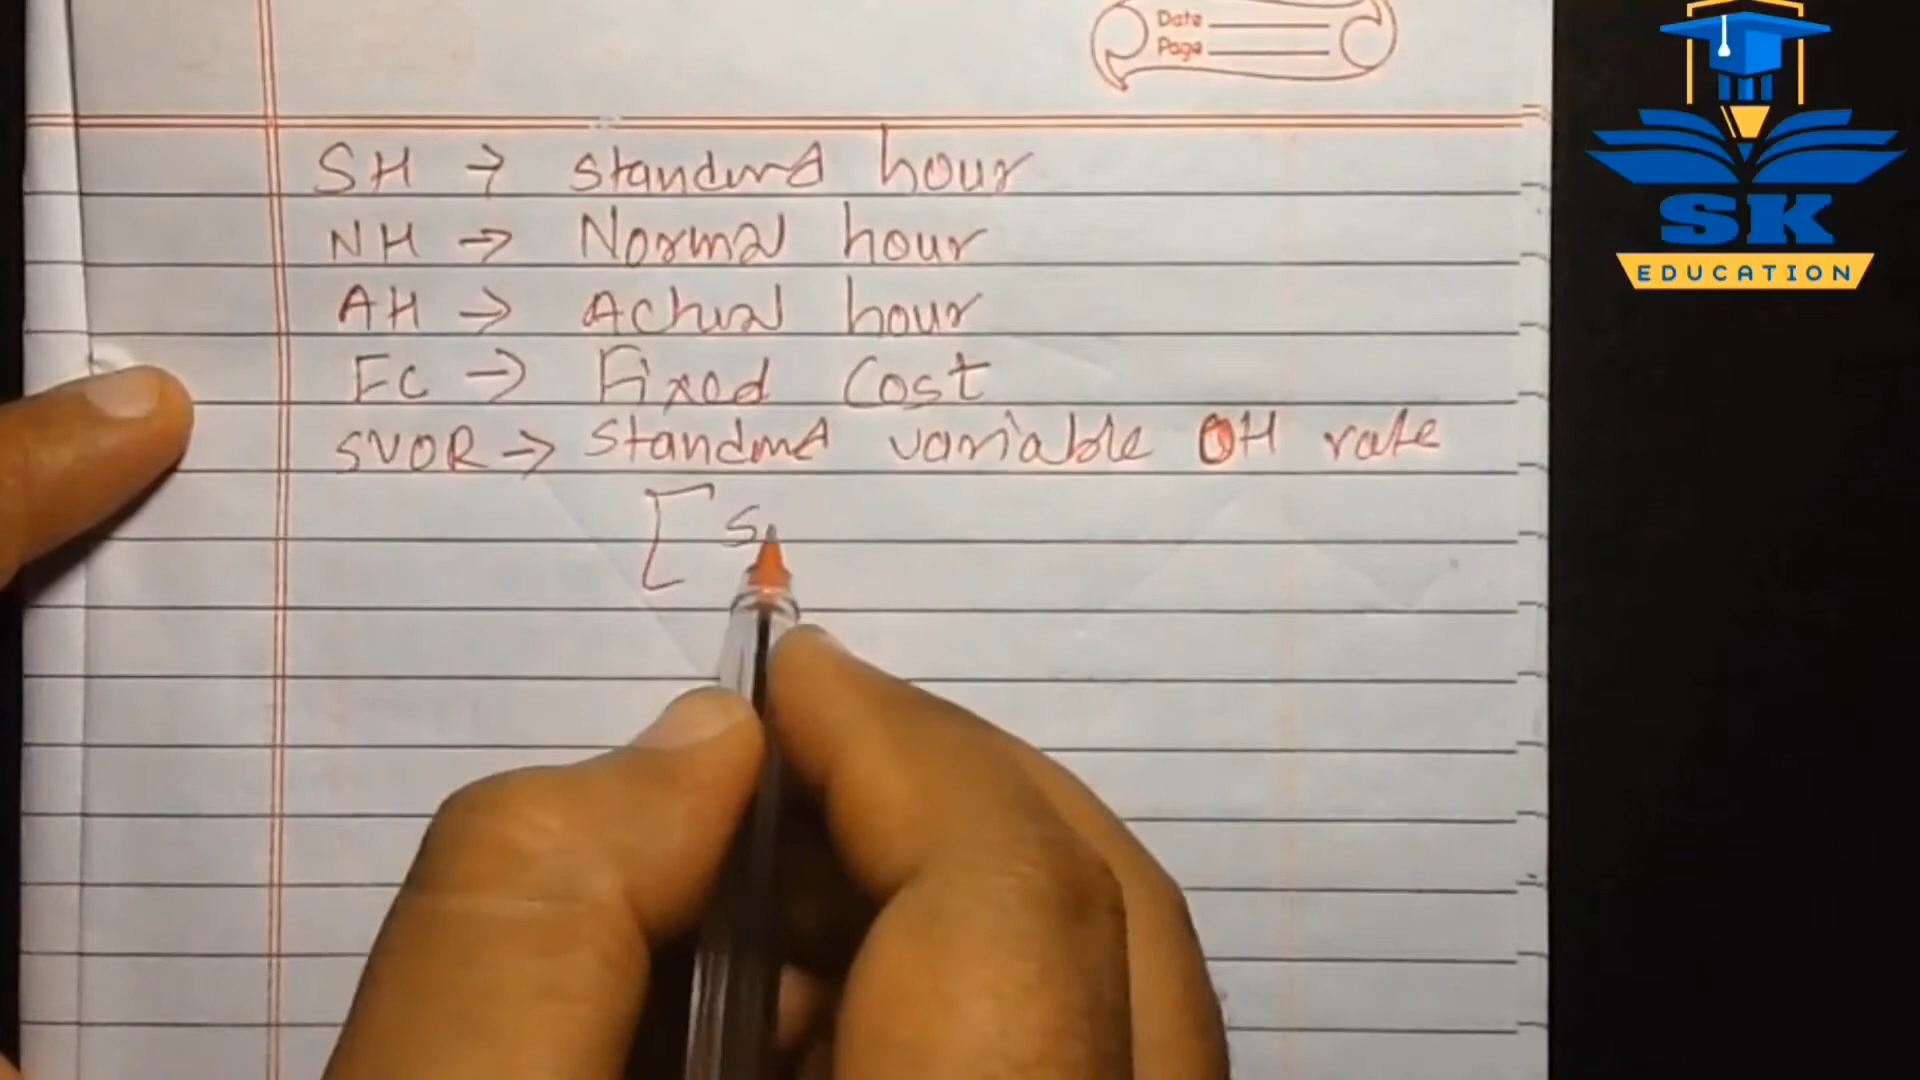 Date
Page
SH → Standard hour
NH → Normal hour
AH → Actual hour
FC → Fixed Cost
SVOR → Standard variable OH rate
[ S
SK
EDUCATION